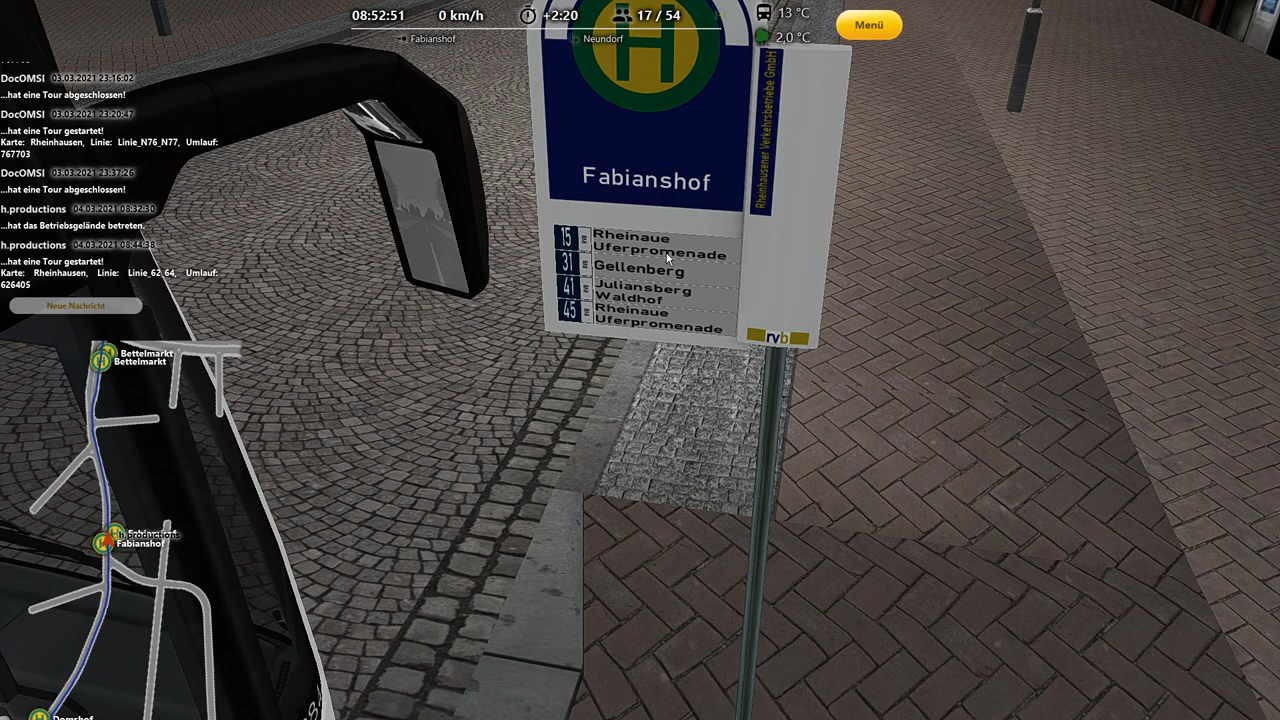 08:52:51 0 km/h +2:20 17 / 54 13 °C
Fabianshof Neundorf 2,0 °C
Menü
DocOMSI 03.03.2021 23:16:02
...hat eine Tour abgeschlossen!
DocOMSI 03.03.2021 23:20:47
...hat eine Tour gestartet!
Karte: Rheinhausen, Linie: Linie_N76_N77, Umlauf:
767703
DocOMSI 03.03.2021 23:37:26
...hat eine Tour abgeschlossen!
h.productions 04.03.2021 08:32:30
...hat das Betriebsgelände betreten.
h.productions 04.03.2021 08:44:38
...hat eine Tour gestartet!
Karte: Rheinhausen, Linie: Linie_62_64, Umlauf:
626405
Neue Nachricht
Bettelmarkt
Bettelmarkt
h.productions
Fabianshof
Domshof
H
Fabianshof
Rheinhausener Verkehrsbetriebe GmbH
15 Rheinaue
Uferpromenade
31 Gellenberg
41 Juliansberg
Waldhof
45 Rheinaue
Uferpromenade
rvb